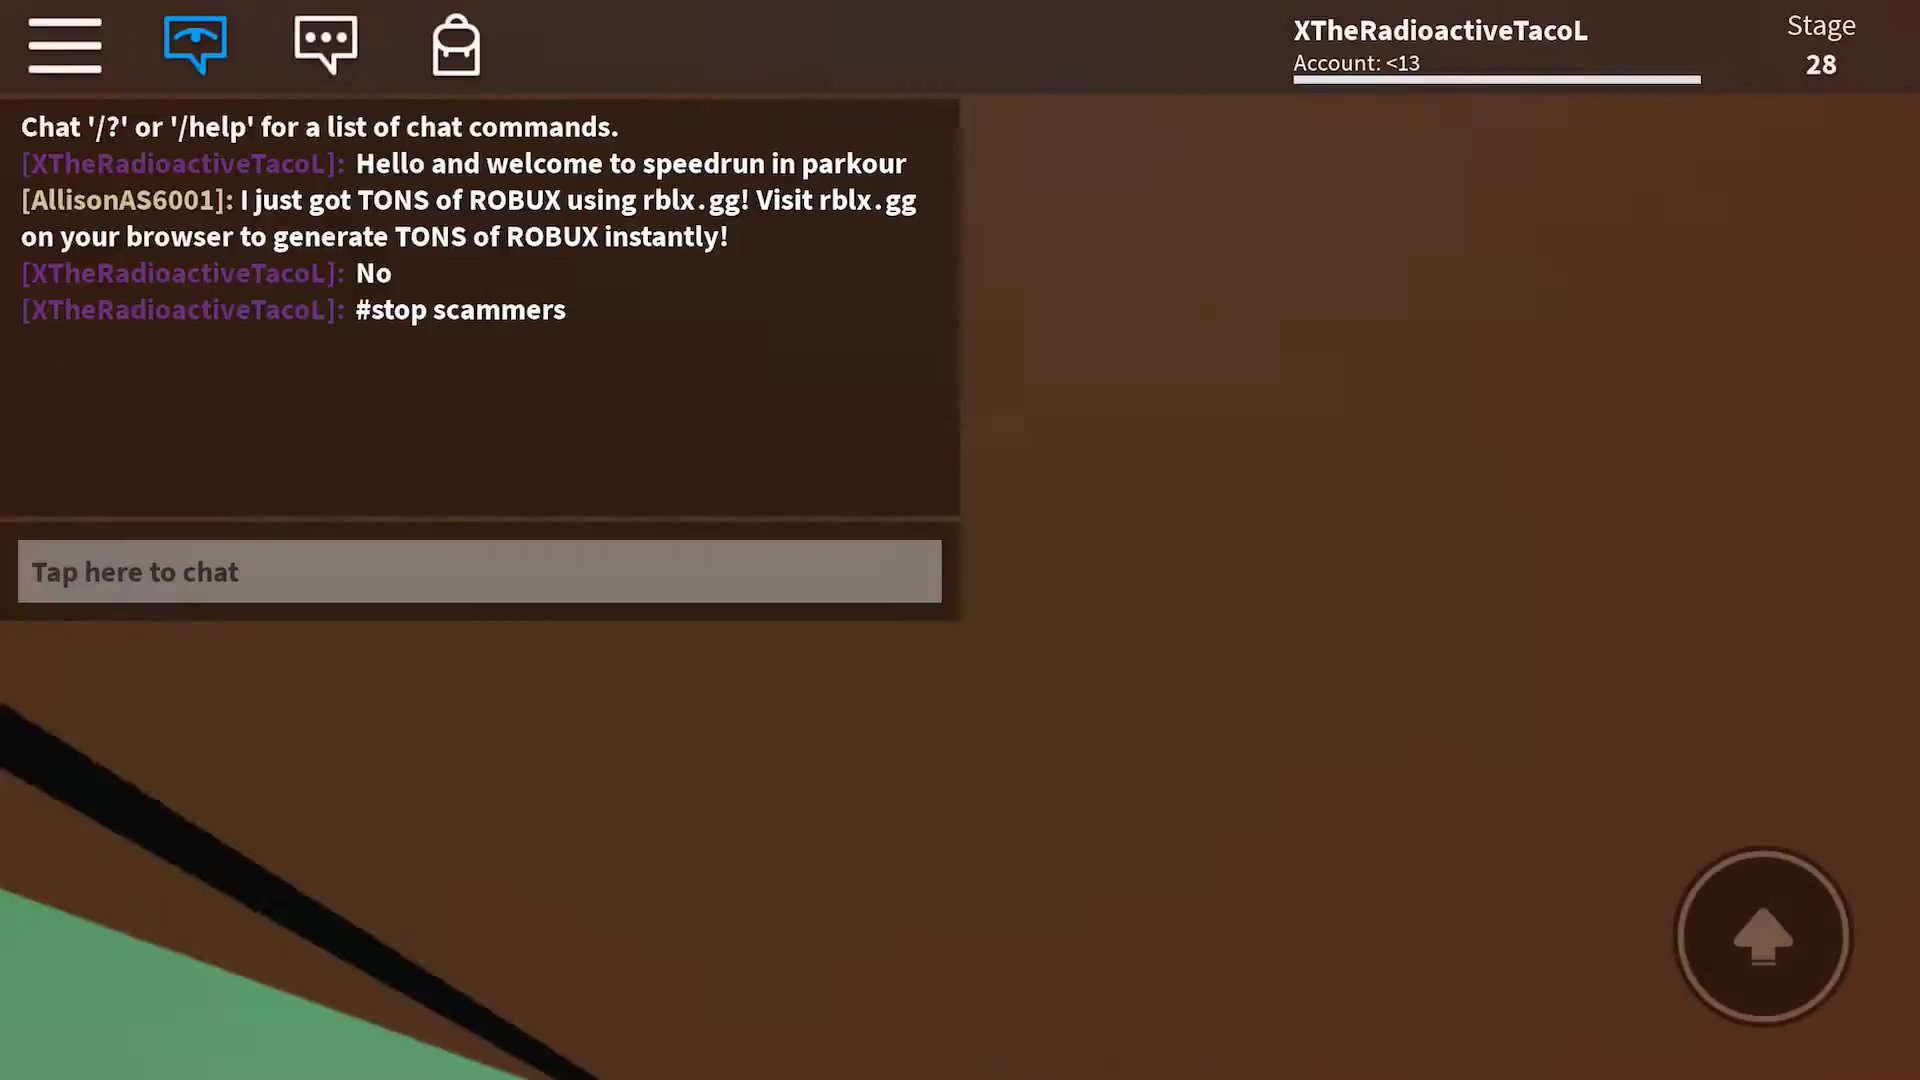 XTheRadioactiveTacoL
Account: <13
Stage
28
Chat '/?' or '/help' for a list of chat commands.
[XTheRadioactiveTacoL]: Hello and welcome to speedrun in parkour
[AllisonAS6001]: I just got TONS of ROBUX using rblx.gg! Visit rblx.gg
on your browser to generate TONS of ROBUX instantly!
[XTheRadioactiveTacoL]: No
[XTheRadioactiveTacoL]: #stop scammers
Tap here to chat